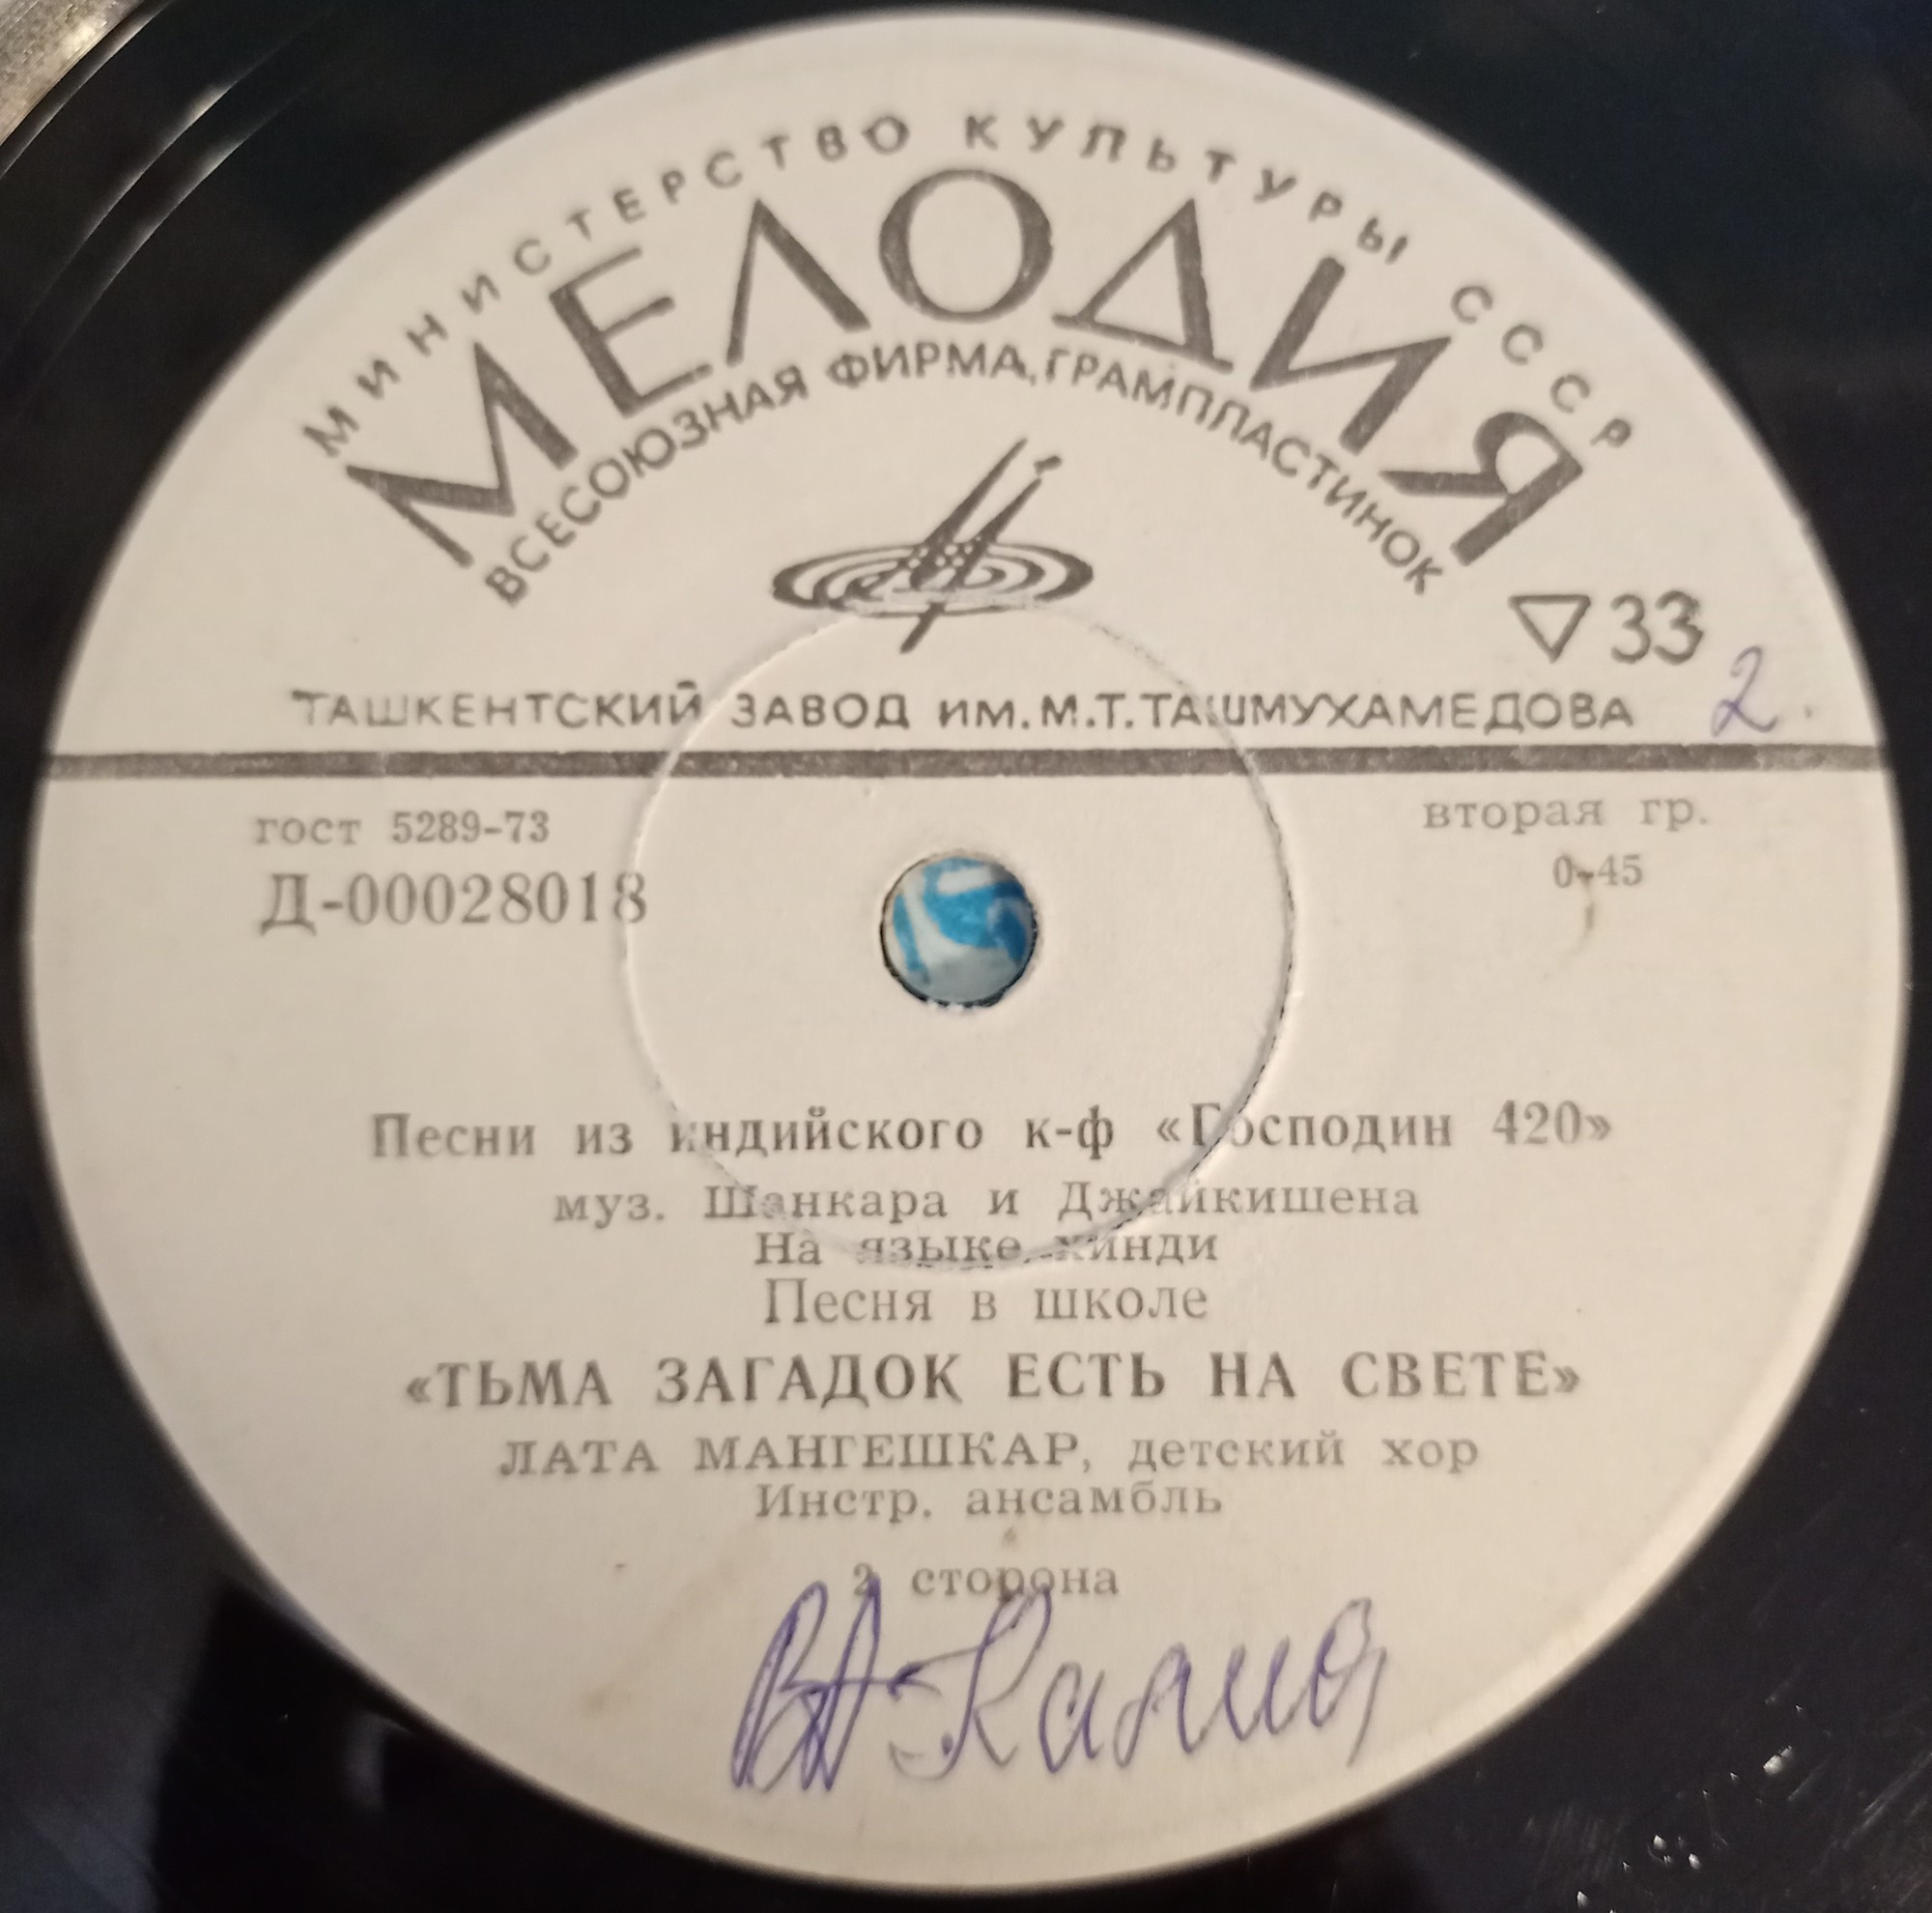 МИНИСТЕРСТВО КУЛЬТУРЫ СССР
МЕЛОДИЯ
ВСЕСОЮЗНАЯ ФИРМА ГРАМПЛАСТИНОК
▽33
2.
ТАШКЕНТСКИЙ ЗАВОД ИМ.М.Т.ТАШМУХАМЕДОВА
гост 5289-73
вторая гр.
Д-00028018
0-45
Песни из индийского к-ф «Господин 420»
муз. Шанкара и Джайкишена
На языке хинди
Песня в школе
«ТЬМА ЗАГАДОК ЕСТЬ НА СВЕТЕ»
ЛАТА МАНГЕШКАР, детский хор
Инстр. ансамбль
2 сторона